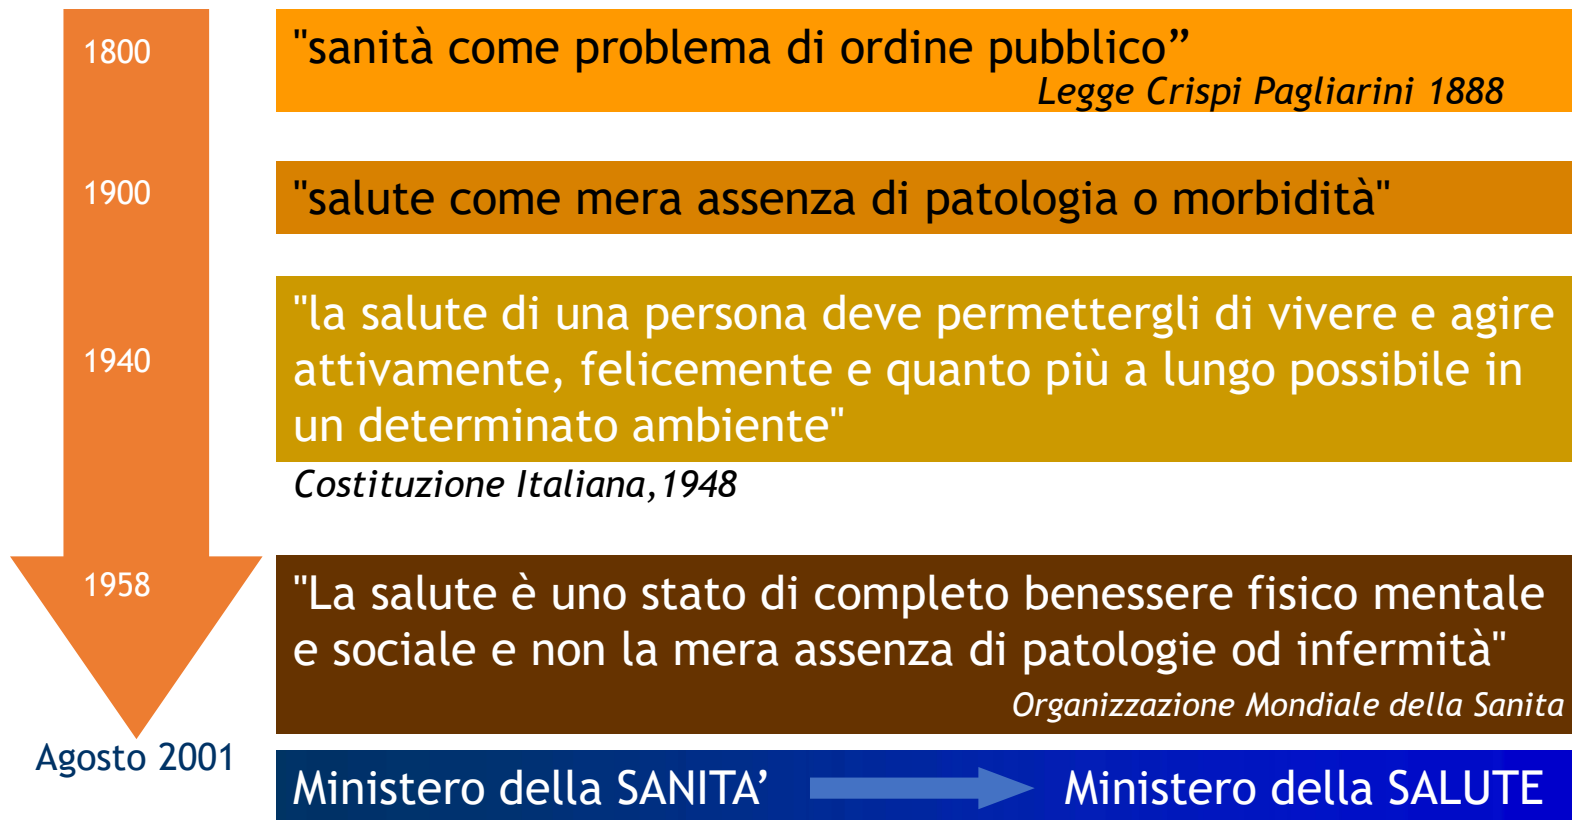 1800
"sanità come problema di ordine pubblico”
Legge Crispi Pagliarini 1888
1900
"salute come mera assenza di patologia o morbidità"
1940
"la salute di una persona deve permettergli di vivere e agire
attivamente, felicemente e quanto più a lungo possibile in
un determinato ambiente"
Costituzione Italiana,1948
1958
"La salute è uno stato di completo benessere fisico mentale
e sociale e non la mera assenza di patologie od infermità"
Organizzazione Mondiale della Sanita
Agosto 2001
Ministero della SANITA’ Ministero della SALUTE